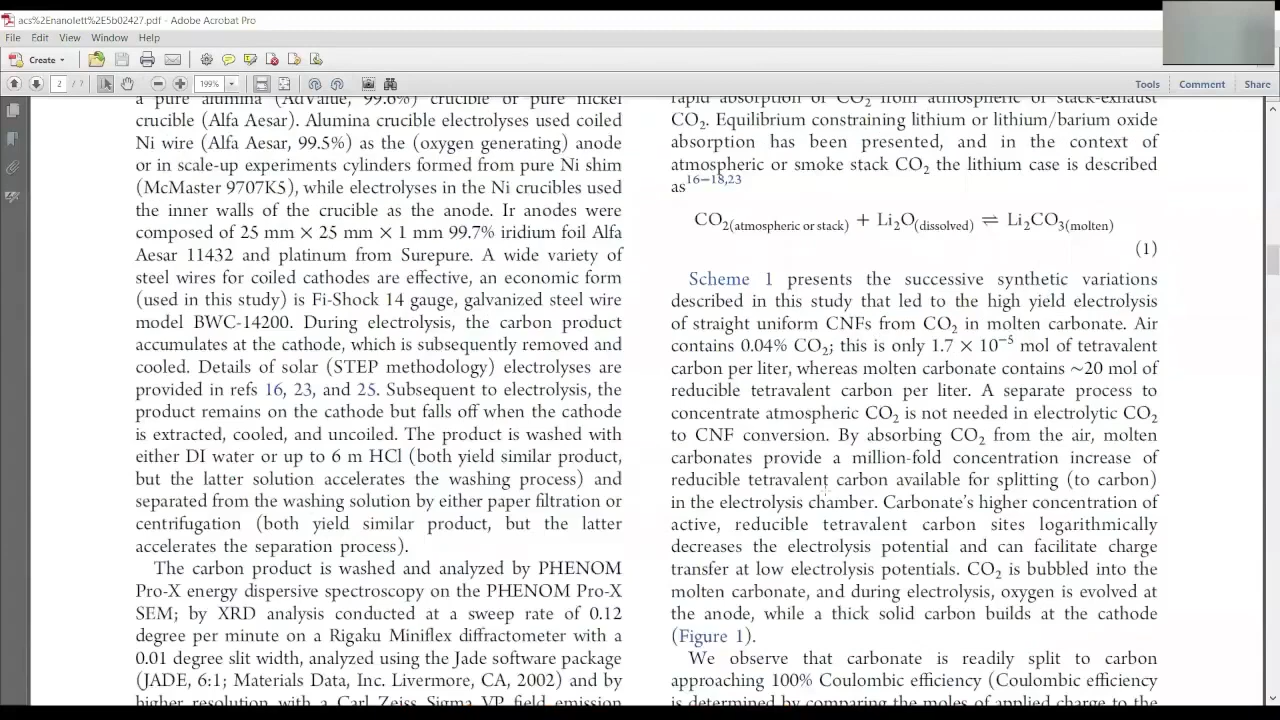 acs%2Enanolett%2E5b02427.pdf - Adobe Acrobat Pro
File Edit View Window Help
Create
2 / 7 199% Tools Comment Share
a pure alumina (AdValue, 99.6%) crucible or pure nickel
crucible (Alfa Aesar). Alumina crucible electrolyses used coiled
Ni wire (Alfa Aesar, 99.5%) as the (oxygen generating) anode
or in scale-up experiments cylinders formed from pure Ni shim
(McMaster 9707K5), while electrolyses in the Ni crucibles used
the inner walls of the crucible as the anode. Ir anodes were
composed of 25 mm × 25 mm × 1 mm 99.7% iridium foil Alfa
Aesar 11432 and platinum from Surepure. A wide variety of
steel wires for coiled cathodes are effective, an economic form
(used in this study) is Fi-Shock 14 gauge, galvanized steel wire
model BWC-14200. During electrolysis, the carbon product
accumulates at the cathode, which is subsequently removed and
cooled. Details of solar (STEP methodology) electrolyses are
provided in refs 16, 23, and 25. Subsequent to electrolysis, the
product remains on the cathode but falls off when the cathode
is extracted, cooled, and uncoiled. The product is washed with
either DI water or up to 6 m HCl (both yield similar product,
but the latter solution accelerates the washing process) and
separated from the washing solution by either paper filtration or
centrifugation (both yield similar product, but the latter
accelerates the separation process).
The carbon product is washed and analyzed by PHENOM
Pro-X energy dispersive spectroscopy on the PHENOM Pro-X
SEM; by XRD analysis conducted at a sweep rate of 0.12
degree per minute on a Rigaku Miniflex diffractometer with a
0.01 degree slit width, analyzed using the Jade software package
(JADE, 6:1; Materials Data, Inc. Livermore, CA, 2002) and by
higher resolution with a Carl Zeiss Sigma VP field emission
rapid absorption of CO₂ from atmospheric or stack-exhaust
CO₂. Equilibrium constraining lithium or lithium/barium oxide
absorption has been presented, and in the context of
atmospheric or smoke stack CO₂ the lithium case is described
as¹⁶⁻¹⁸,²³
CO₂(atmospheric or stack) + Li₂O(dissolved) ⇌ Li₂CO₃(molten)
(1)
Scheme 1 presents the successive synthetic variations
described in this study that led to the high yield electrolysis
of straight uniform CNFs from CO₂ in molten carbonate. Air
contains 0.04% CO₂; this is only 1.7 × 10⁻⁵ mol of tetravalent
carbon per liter, whereas molten carbonate contains ~20 mol of
reducible tetravalent carbon per liter. A separate process to
concentrate atmospheric CO₂ is not needed in electrolytic CO₂
to CNF conversion. By absorbing CO₂ from the air, molten
carbonates provide a million-fold concentration increase of
reducible tetravalent carbon available for splitting (to carbon)
in the electrolysis chamber. Carbonate's higher concentration of
active, reducible tetravalent carbon sites logarithmically
decreases the electrolysis potential and can facilitate charge
transfer at low electrolysis potentials. CO₂ is bubbled into the
molten carbonate, and during electrolysis, oxygen is evolved at
the anode, while a thick solid carbon builds at the cathode
(Figure 1).
We observe that carbonate is readily split to carbon
approaching 100% Coulombic efficiency (Coulombic efficiency
is determined by comparing the moles of applied charge to the